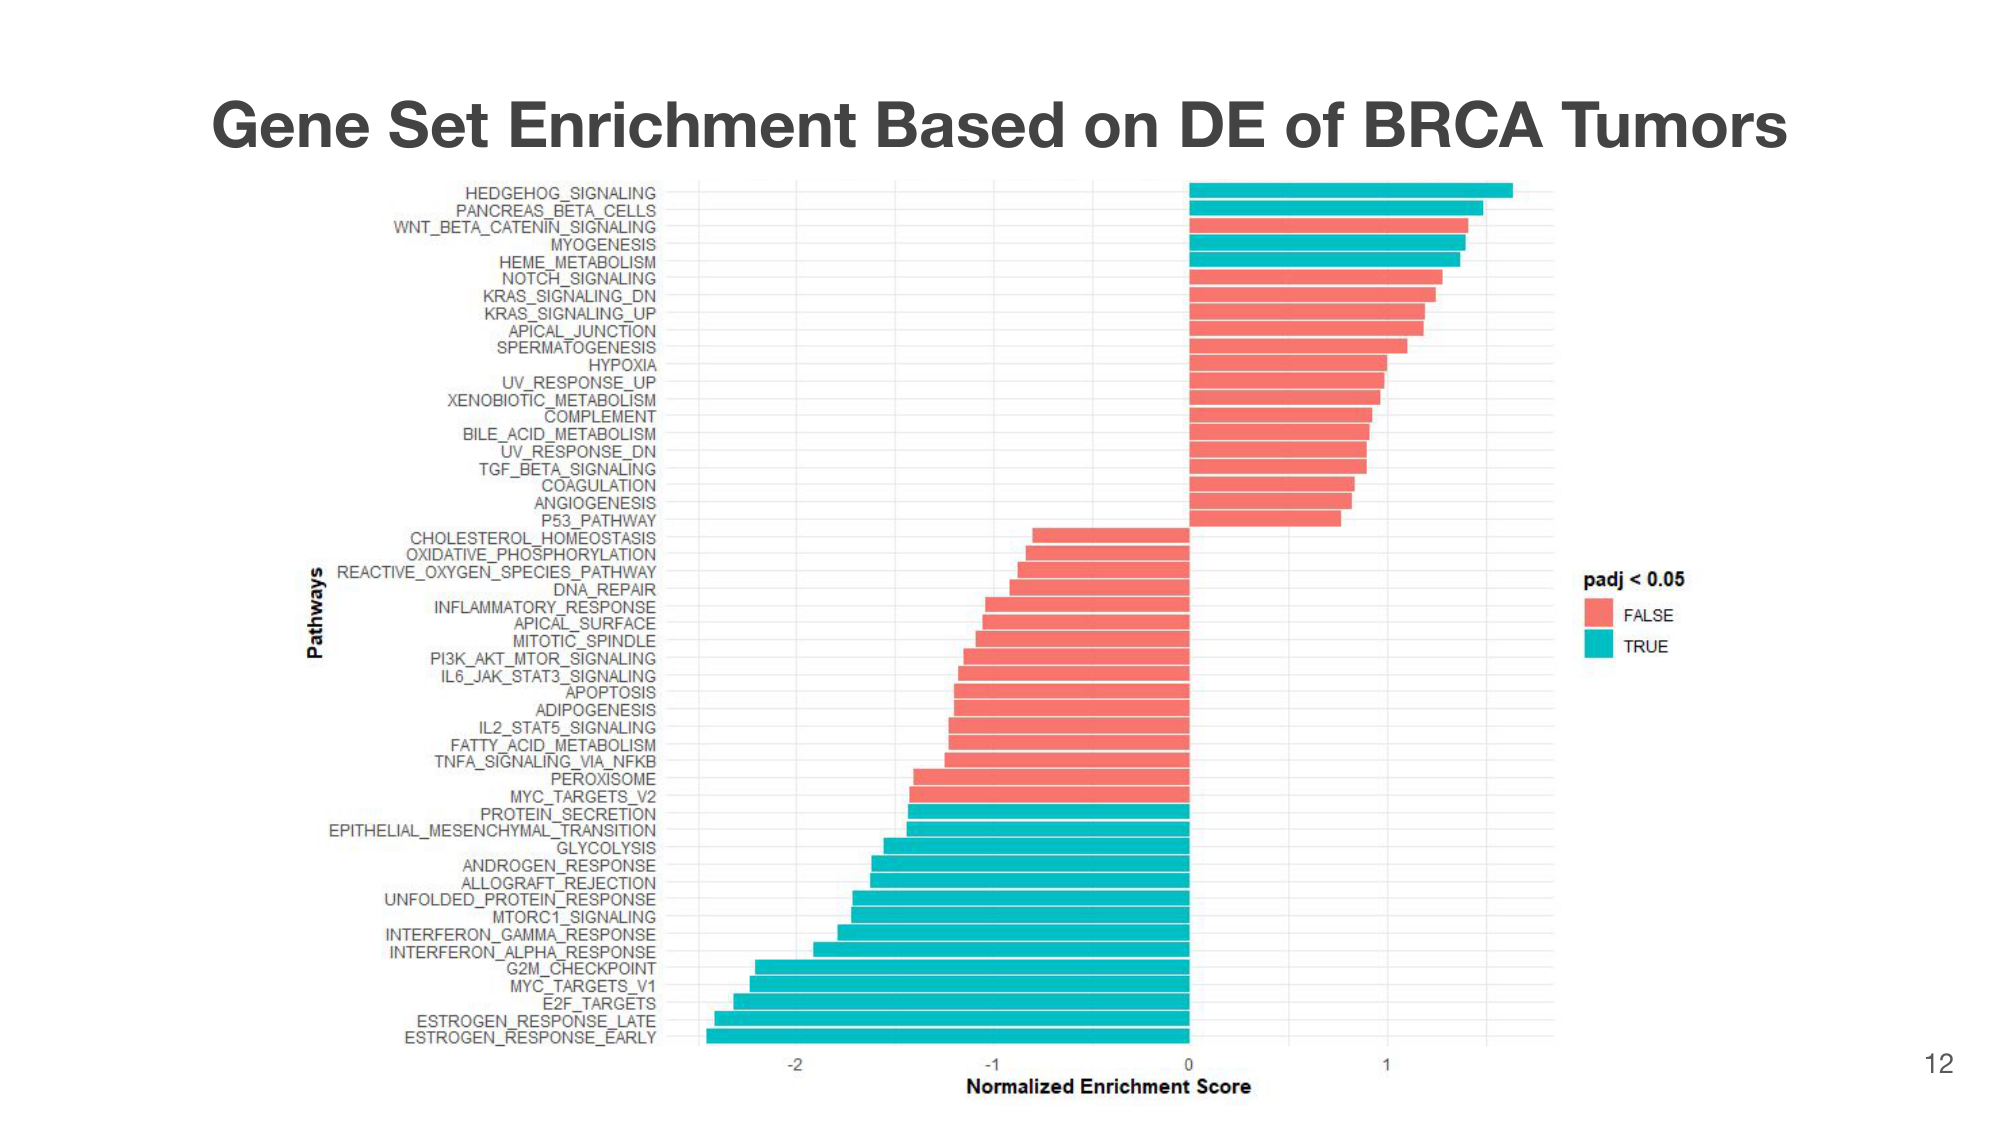 Gene Set Enrichment Based on DE of BRCA Tumors
HEDGEHOG_SIGNALING
PANCREAS_BETA_CELLS
WNT_BETA_CATENIN_SIGNALING
MYOGENESIS
HEME_METABOLISM
NOTCH_SIGNALING
KRAS_SIGNALING_DN
KRAS_SIGNALING_UP
APICAL_JUNCTION
SPERMATOGENESIS
HYPOXIA
UV_RESPONSE_UP
XENOBIOTIC_METABOLISM
COMPLEMENT
BILE_ACID_METABOLISM
UV_RESPONSE_DN
TGF_BETA_SIGNALING
COAGULATION
ANGIOGENESIS
P53_PATHWAY
CHOLESTEROL_HOMEOSTASIS
OXIDATIVE_PHOSPHORYLATION
REACTIVE_OXYGEN_SPECIES_PATHWAY
DNA_REPAIR
INFLAMMATORY_RESPONSE
APICAL_SURFACE
MITOTIC_SPINDLE
PI3K_AKT_MTOR_SIGNALING
IL6_JAK_STAT3_SIGNALING
APOPTOSIS
ADIPOGENESIS
IL2_STAT5_SIGNALING
FATTY_ACID_METABOLISM
TNFA_SIGNALING_VIA_NFKB
PEROXISOME
MYC_TARGETS_V2
PROTEIN_SECRETION
EPITHELIAL_MESENCHYMAL_TRANSITION
GLYCOLYSIS
ANDROGEN_RESPONSE
ALLOGRAFT_REJECTION
UNFOLDED_PROTEIN_RESPONSE
MTORC1_SIGNALING
INTERFERON_GAMMA_RESPONSE
INTERFERON_ALPHA_RESPONSE
G2M_CHECKPOINT
MYC_TARGETS_V1
E2F_TARGETS
ESTROGEN_RESPONSE_LATE
ESTROGEN_RESPONSE_EARLY
Pathways
-2 -1 0 1
Normalized Enrichment Score
padj < 0.05
FALSE
TRUE
12